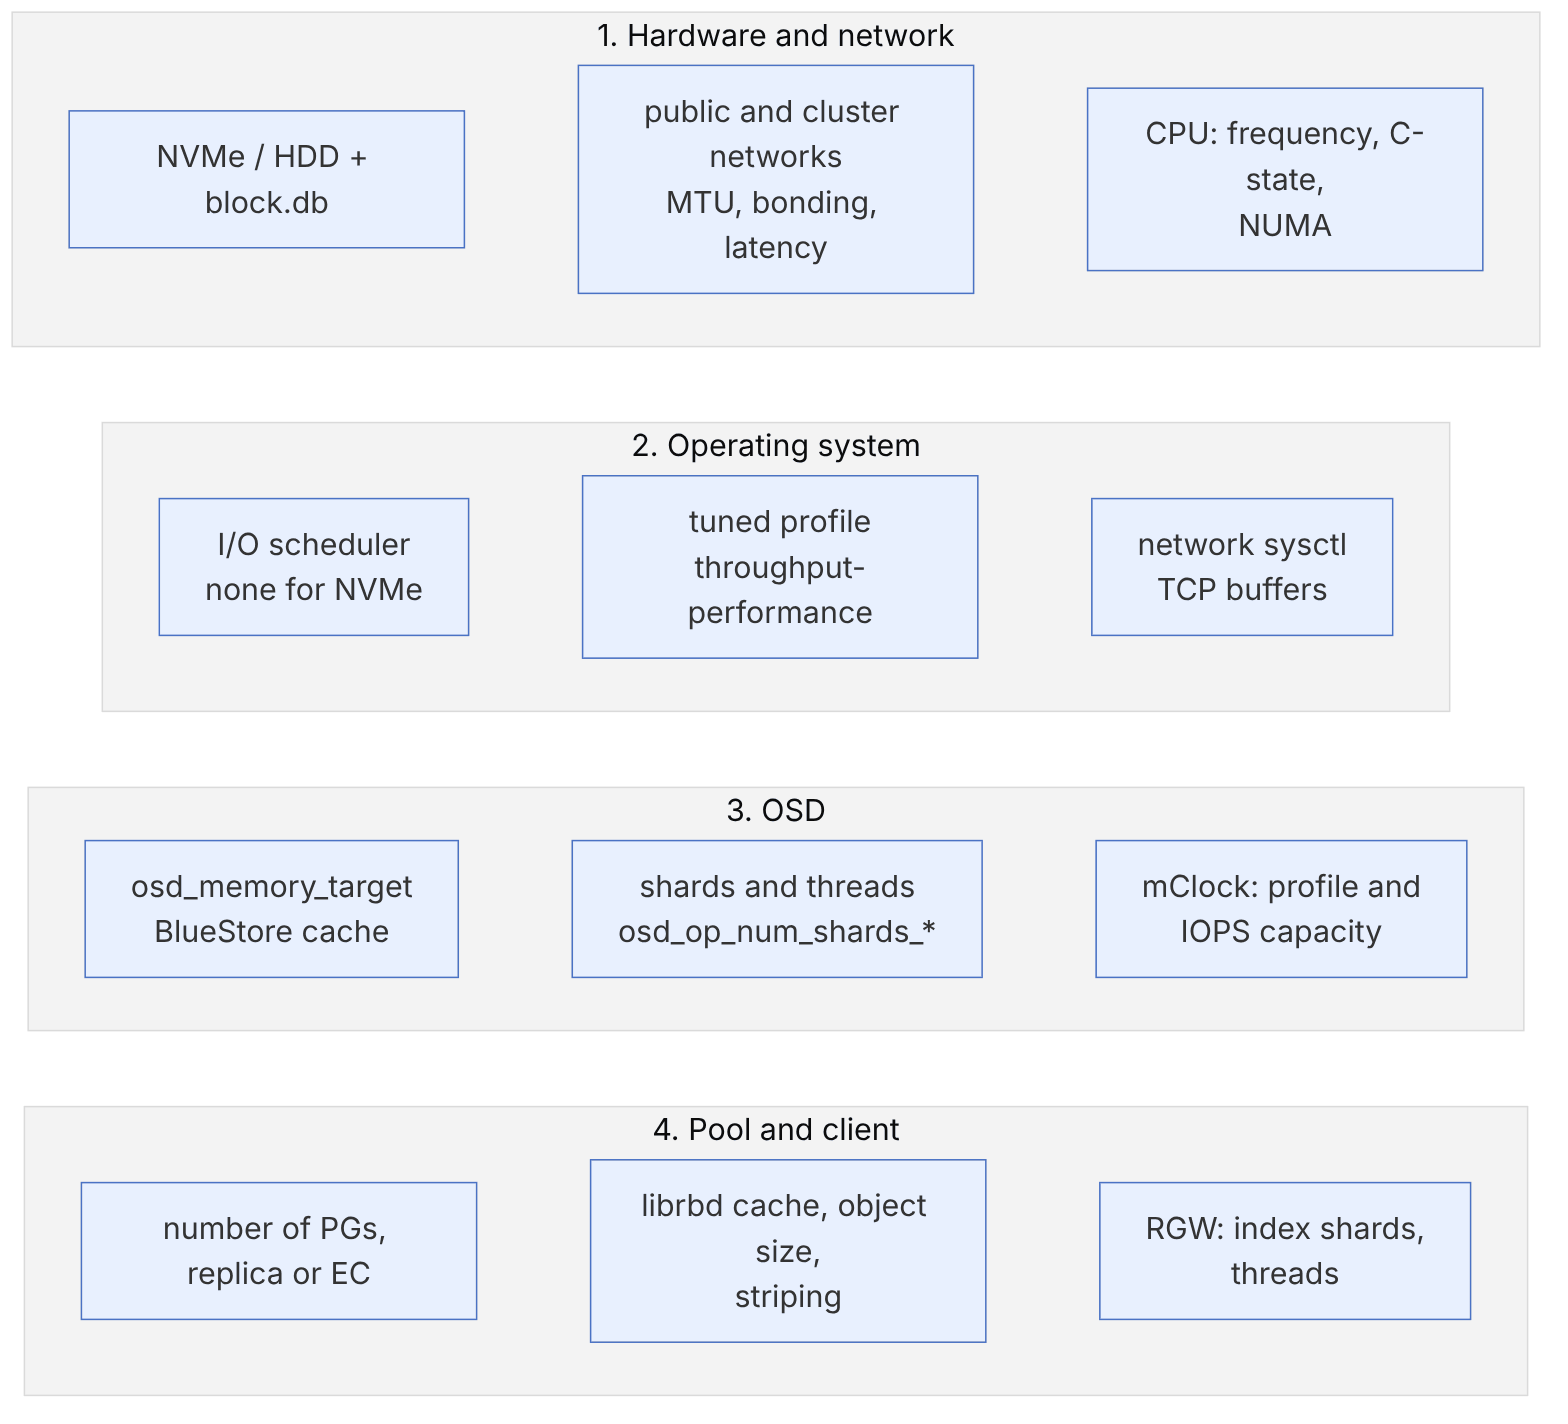 1. Hardware and network
NVMe / HDD +
block.db
public and cluster
networks
MTU, bonding,
latency
CPU: frequency, C-
state,
NUMA
2. Operating system
I/O scheduler
none for NVMe
tuned profile
throughput-
performance
network sysctl
TCP buffers
3. OSD
osd_memory_target
BlueStore cache
shards and threads
osd_op_num_shards_*
mClock: profile and
IOPS capacity
4. Pool and client
number of PGs,
replica or EC
librbd cache, object
size,
striping
RGW: index shards,
threads